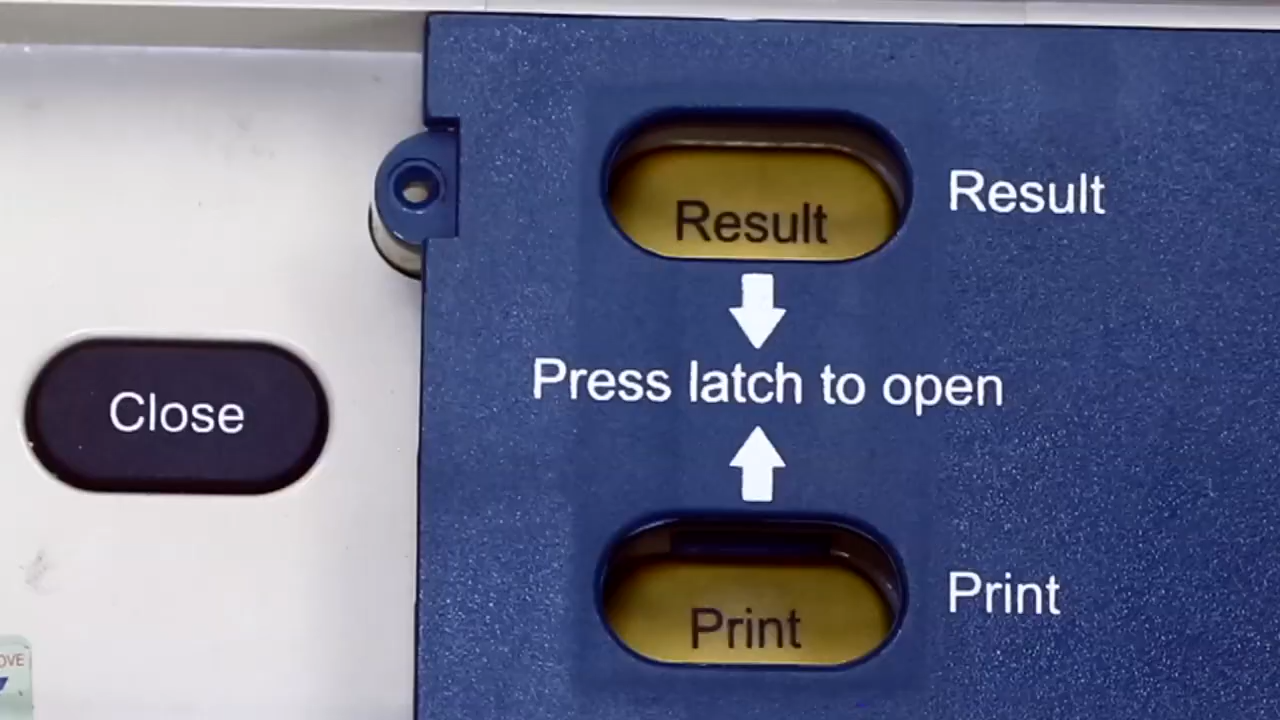 Result
Result
Press latch to open
Close
Print
Print